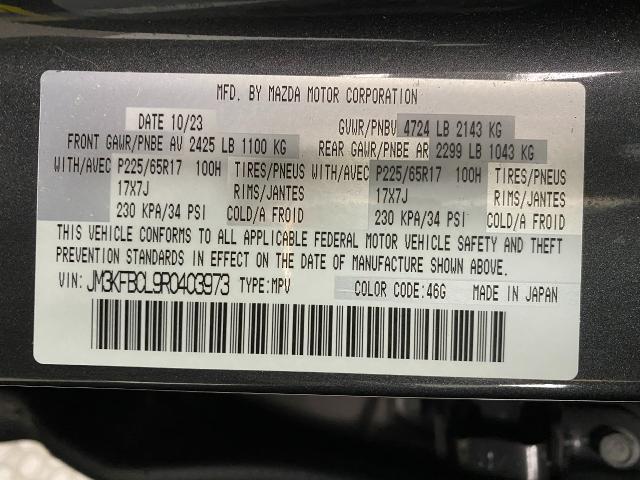 MFD. BY MAZDA MOTOR CORPORATION
DATE 10/23 GVWR/PNBV 4724 LB 2143 KG
FRONT GAWR/PNBE AV 2425 LB 1100 KG REAR GAWR/PNBE AR 2299 LB 1043 KG
WITH/AVEC P225/65R17 100H TIRES/PNEUS WITH/AVEC P225/65R17 100H TIRES/PNEUS
17X7J RIMS/JANTES 17X7J RIMS/JANTES
230 KPA/34 PSI COLD/A FROID 230 KPA/34 PSI COLD/A FROID
THIS VEHICLE CONFORMS TO ALL APPLICABLE FEDERAL MOTOR VEHICLE SAFETY AND THEFT
PREVENTION STANDARDS IN EFFECT ON THE DATE OF MANUFACTURE SHOWN ABOVE.
VIN: JM3KFBCL9R0403973 TYPE:MPV COLOR CODE:46G MADE IN JAPAN